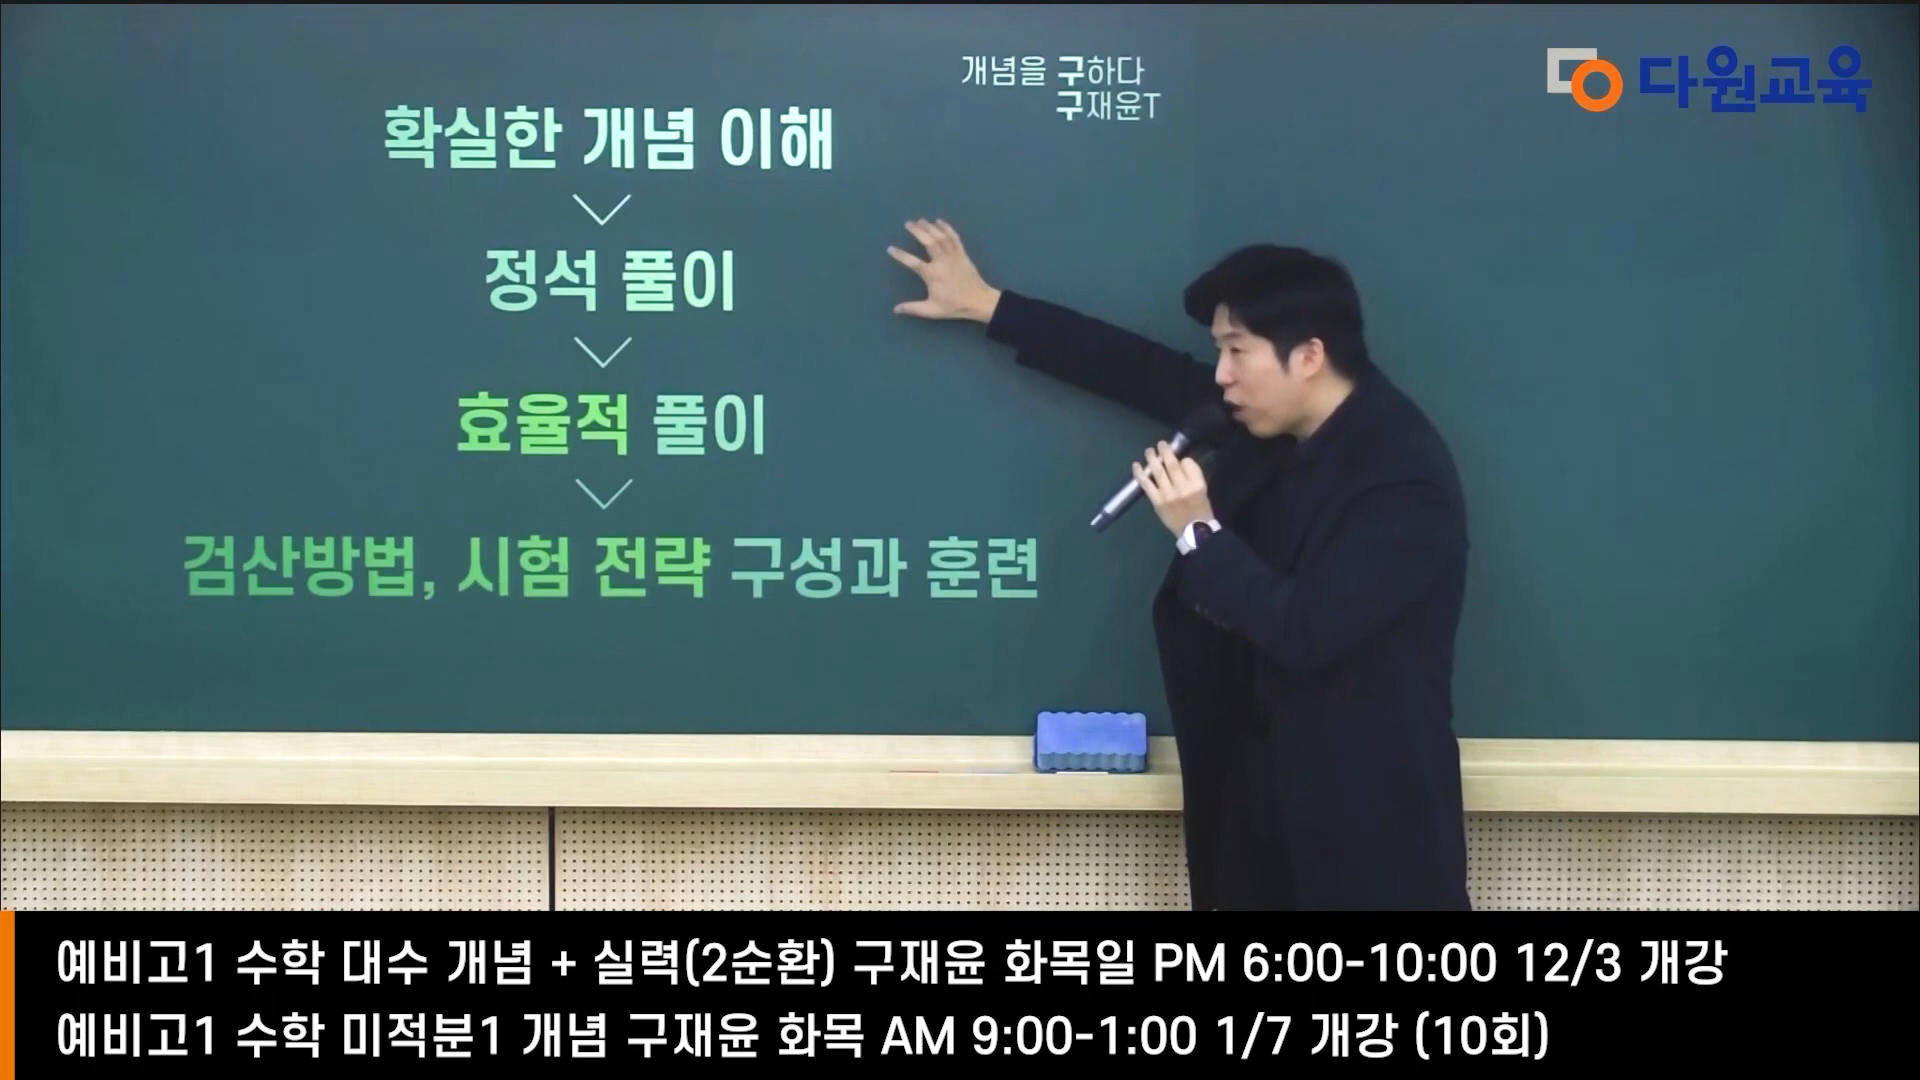 개념을 구하다
구재윤T
다원교육
확실한 개념 이해
정석 풀이
효율적 풀이
검산방법, 시험 전략 구성과 훈련
예비고1 수학 대수 개념 + 실력(2순환) 구재윤 화목일 PM 6:00-10:00 12/3 개강
예비고1 수학 미적분1 개념 구재윤 화목 AM 9:00-1:00 1/7 개강 (10회)